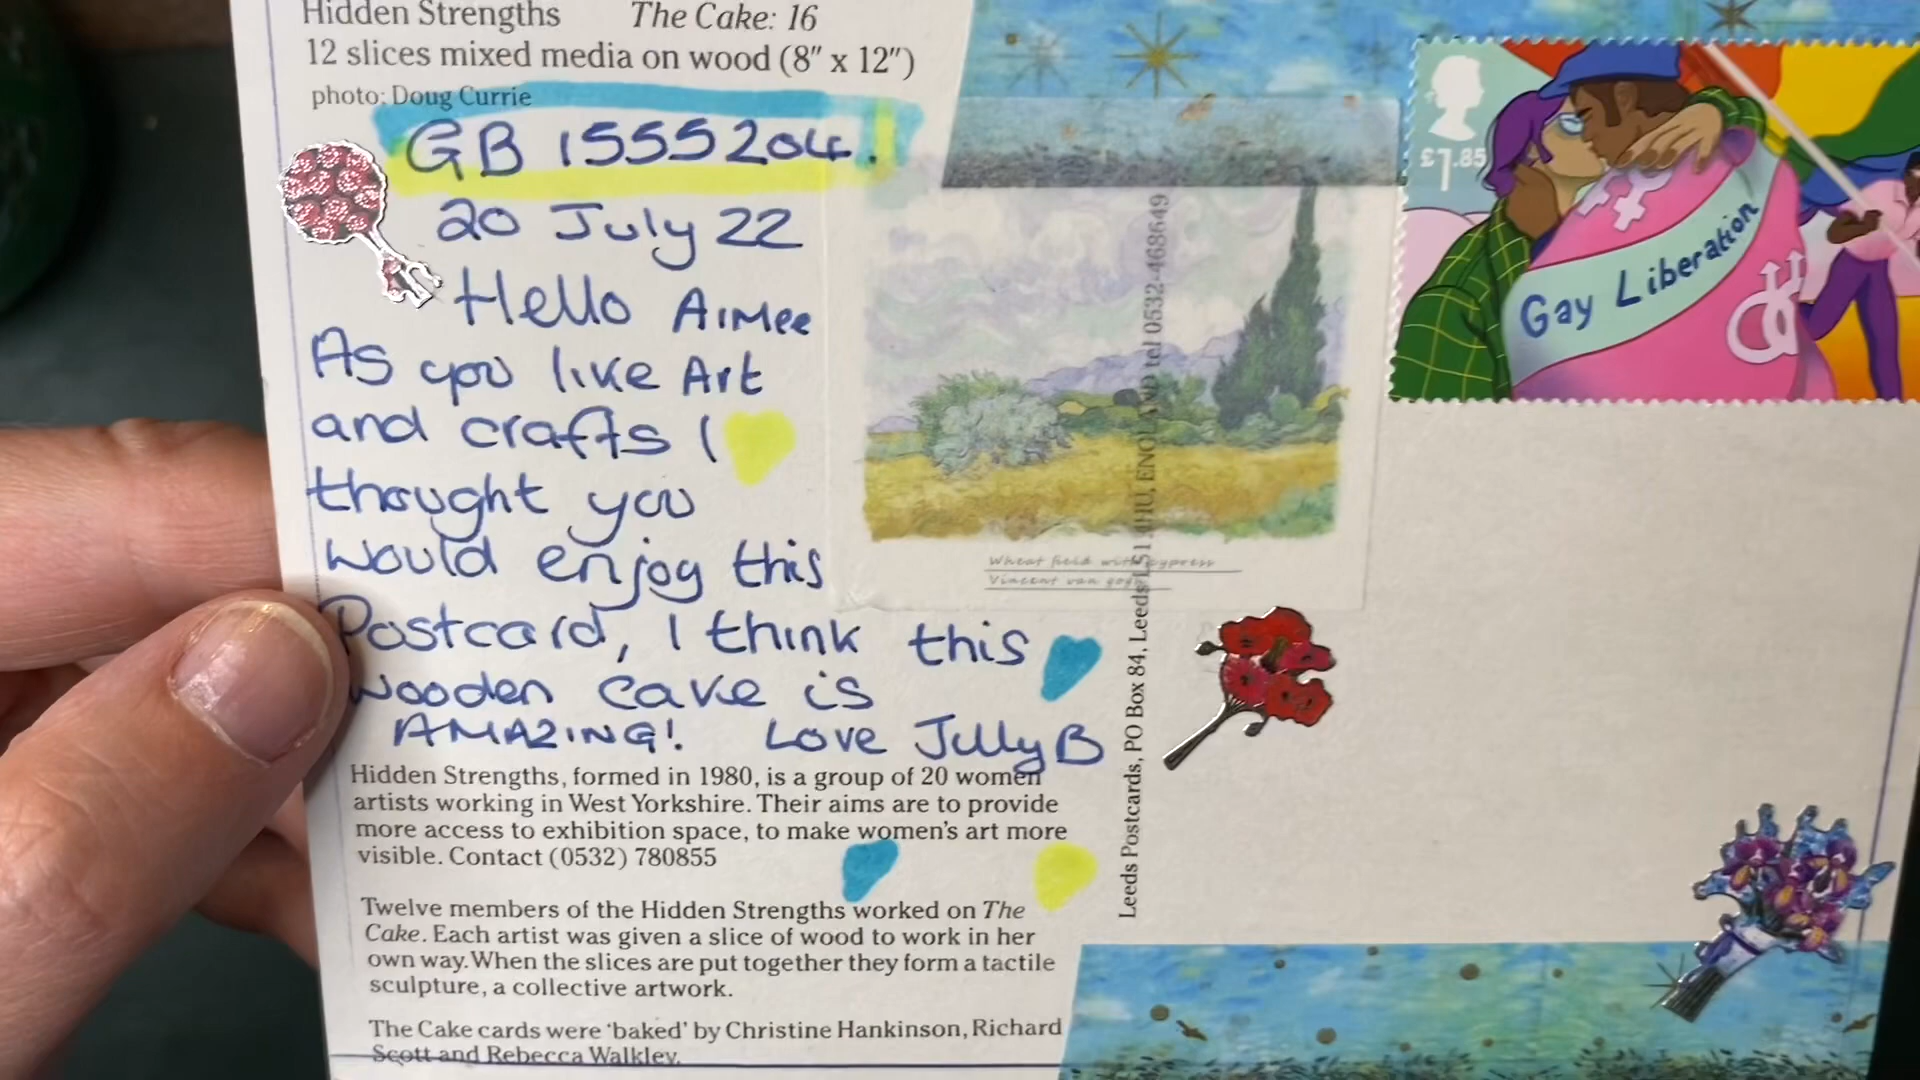 Hidden Strengths The Cake: 16
12 slices mixed media on wood (8" x 12")
photo: Doug Currie
GB 1555204.
20 July 22
Hello Aimee
As you like Art
and crafts I
thought you
would enjoy this
Postcard, I think this
wooden cake is
AMAZING! Love JillyB
Hidden Strengths, formed in 1980, is a group of 20 women
artists working in West Yorkshire. Their aims are to provide
more access to exhibition space, to make women's art more
visible. Contact (0532) 780855
Twelve members of the Hidden Strengths worked on The
Cake. Each artist was given a slice of wood to work in her
own way. When the slices are put together they form a tactile
sculpture, a collective artwork.
The Cake cards were 'baked' by Christine Hankinson, Richard
Scott and Rebecca Walkley.
Wheat field with cypress
Vincent van gogh
Leeds Postcards, PO Box 84, Leeds LS1 4HU, ENGLAND tel 0532-468649
£1.85
Gay Liberation